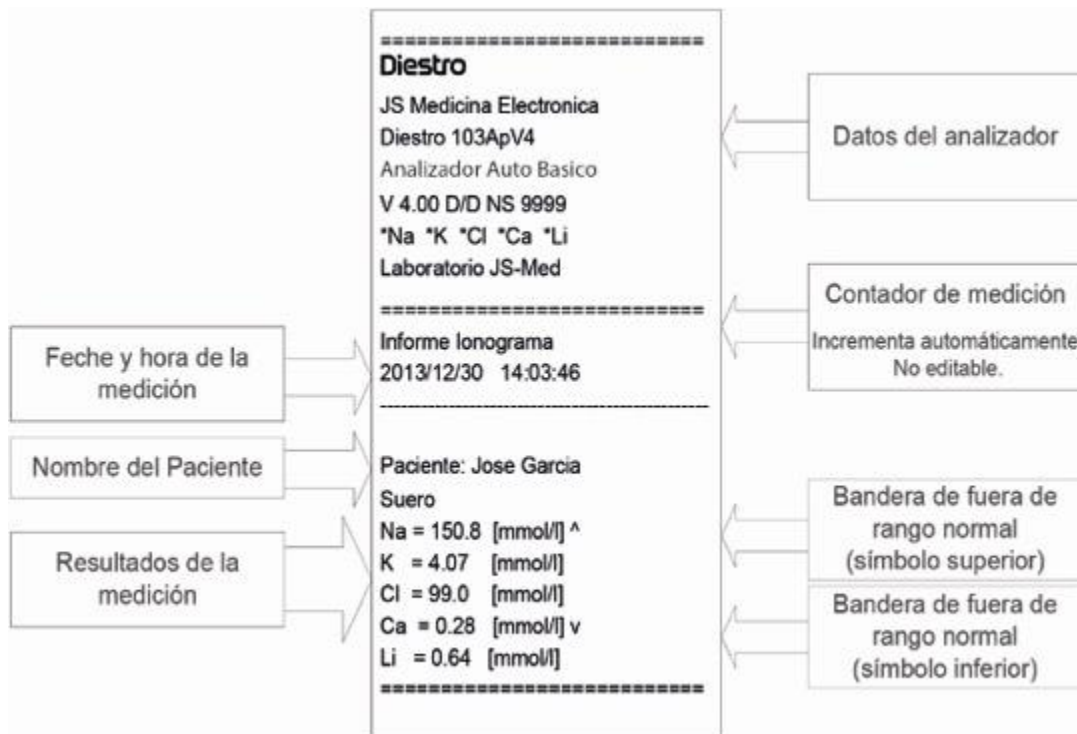 ===========================
Diestro
JS Medicina Electronica
Diestro 103ApV4
Analizador Auto Basico
V 4.00 D/D NS 9999
*Na *K *Cl *Ca *Li
Laboratorio JS-Med
===========================
Informe Ionograma
2013/12/30 14:03:46
-----------------------------------------------
Paciente: Jose Garcia
Suero
Na = 150.8 [mmol/l] ^
K = 4.07 [mmol/l]
Cl = 99.0 [mmol/l]
Ca = 0.28 [mmol/l] v
Li = 0.64 [mmol/l]
===========================
Feche y hora de la
medición
Nombre del Paciente
Resultados de la
medición
Datos del analizador
Contador de medición
Incrementa automáticamente
No editable.
Bandera de fuera de
rango normal
(símbolo superior)
Bandera de fuera de
rango normal
(símbolo inferior)